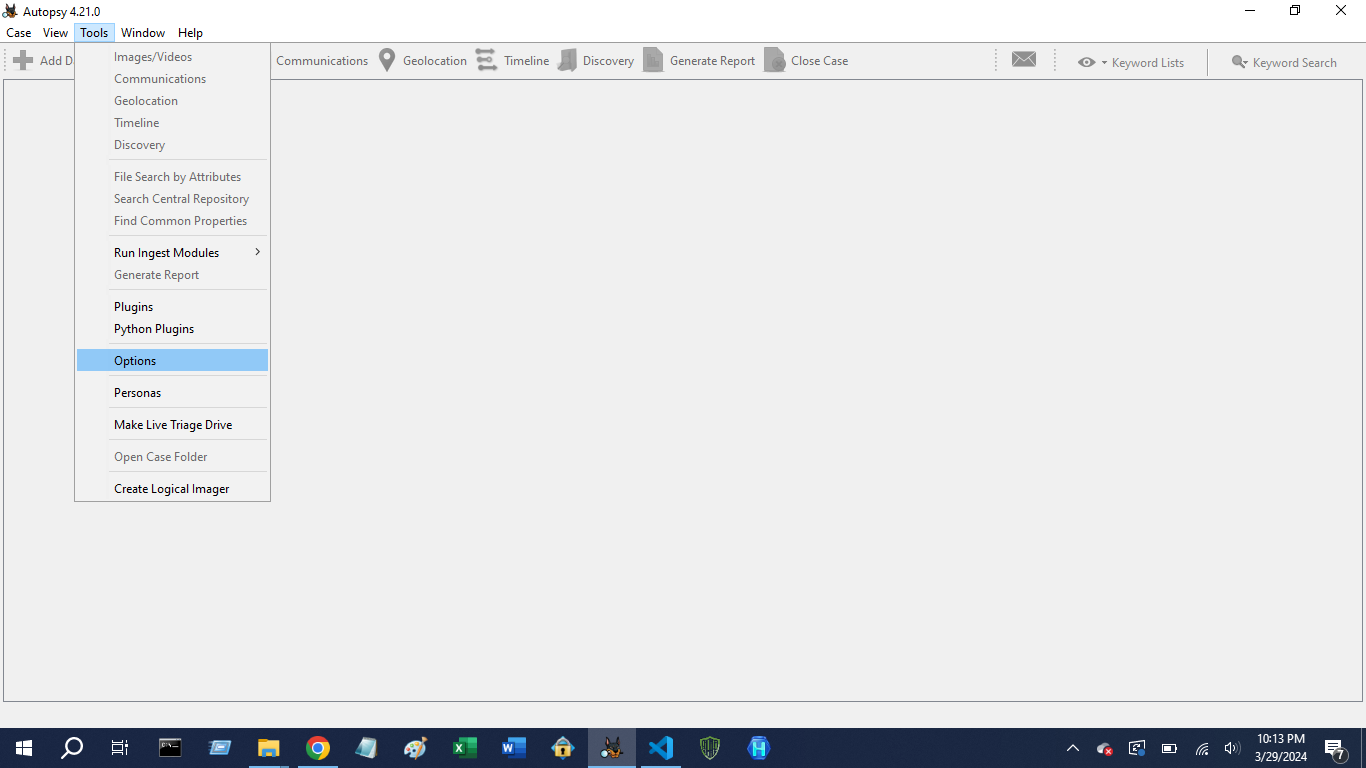 Autopsy 4.21.0
Case View Tools Window Help
Add D
Communications Geolocation Timeline Discovery Generate Report Close Case Keyword Lists Keyword Search
Images/Videos
Communications
Geolocation
Timeline
Discovery
File Search by Attributes
Search Central Repository
Find Common Properties
Run Ingest Modules
Generate Report
Plugins
Python Plugins
Options
Personas
Make Live Triage Drive
Open Case Folder
Create Logical Imager
10:13 PM
3/29/2024
7